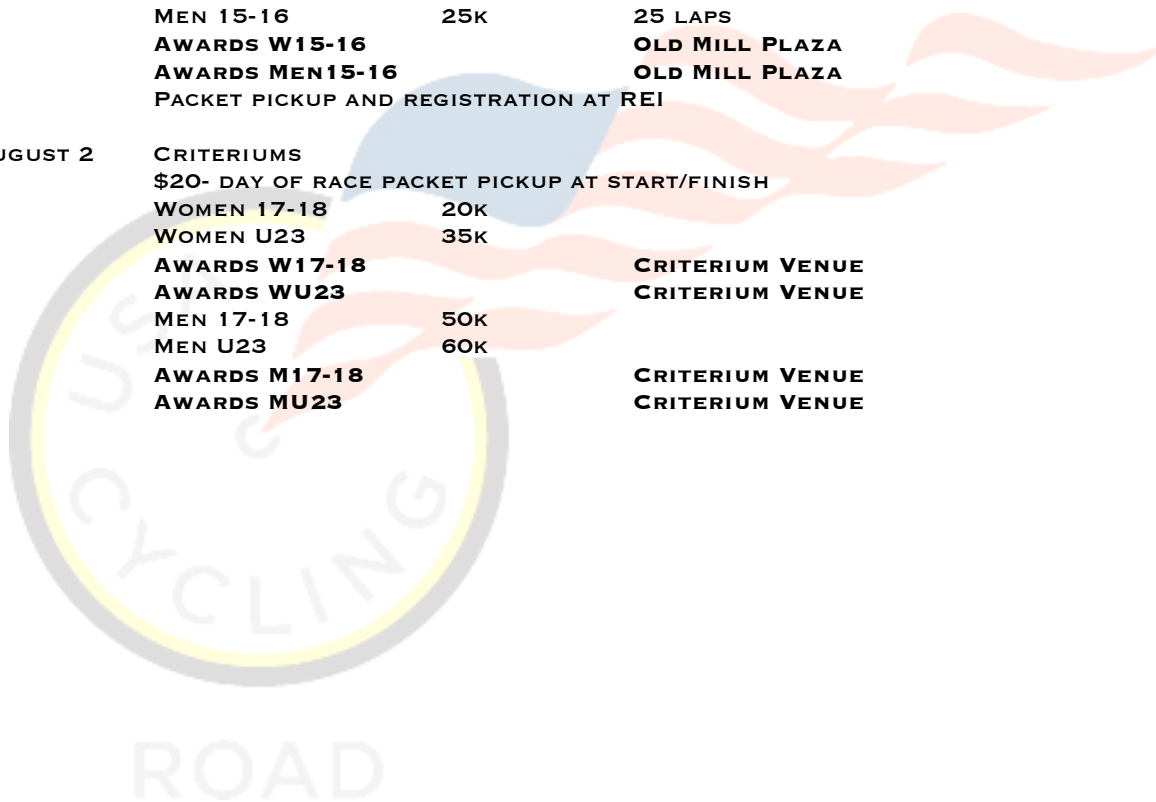 Men 15-16 25k 25 laps
Awards W15-16 Old Mill Plaza
Awards Men15-16 Old Mill Plaza
Packet pickup and registration at REI
ugust 2 Criteriums
$20- day of race packet pickup at start/finish
Women 17-18 20k
Women U23 35k
Awards W17-18 Criterium Venue
Awards WU23 Criterium Venue
Men 17-18 50k
Men U23 60k
Awards M17-18 Criterium Venue
Awards MU23 Criterium Venue
USA CYCLING
ROAD